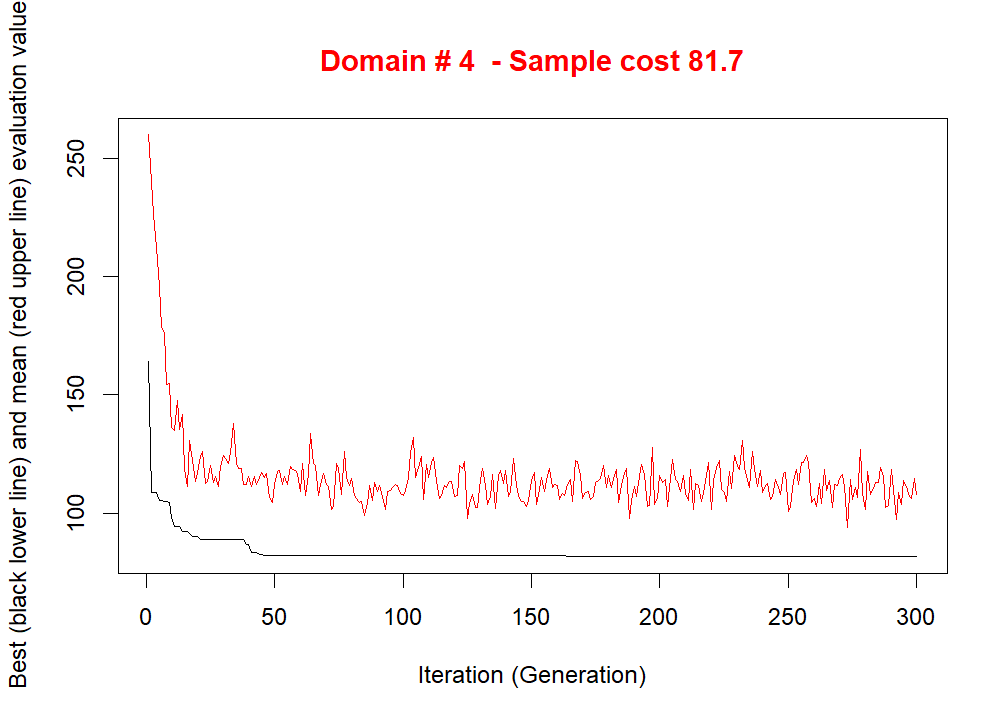 Domain # 4  - Sample cost 81.7
Best (black lower line) and mean (red upper line) evaluation value
250
200
150
100
0 50 100 150 200 250 300
Iteration (Generation)